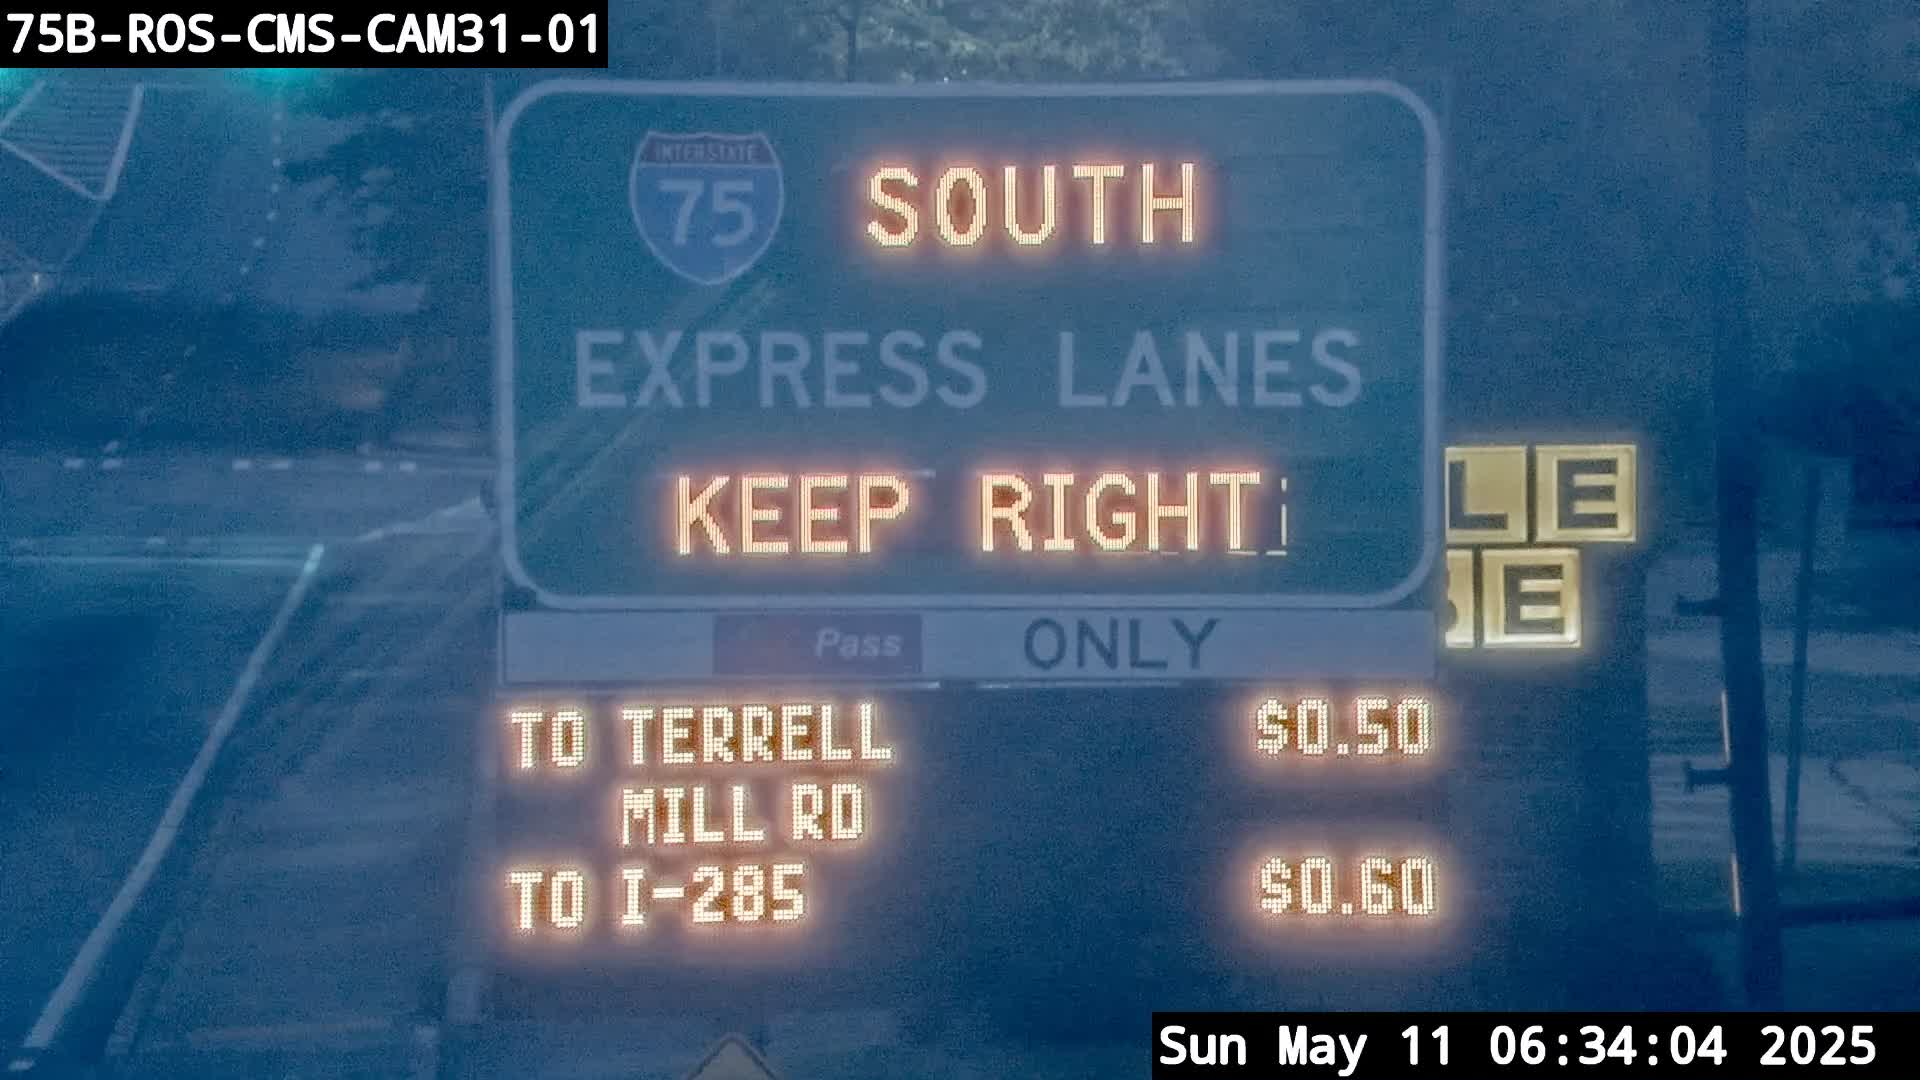 75B-ROS-CMS-CAM31-01
INTERSTATE
75
SOUTH
EXPRESS LANES
KEEP RIGHT
LE
E
Pass ONLY
TO TERRELL $0.50
MILL RD
TO I-285 $0.60
Sun May 11 06:34:04 2025